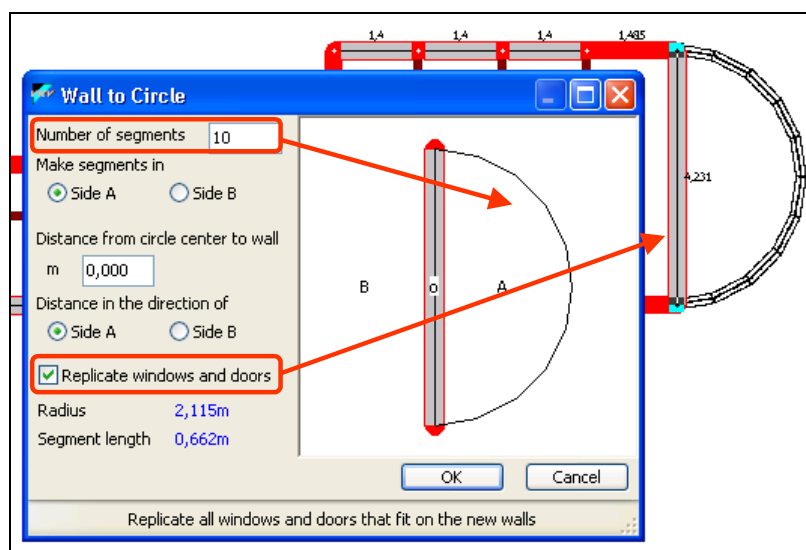 1,4 1,4 1,4 1,485
Wall to Circle
Number of segments 10
Make segments in
Side A Side B
Distance from circle center to wall
m 0,000
Distance in the direction of
Side A Side B
Replicate windows and doors
Radius 2,115m
Segment length 0,662m
B o A
4,231
OK Cancel
Replicate all windows and doors that fit on the new walls